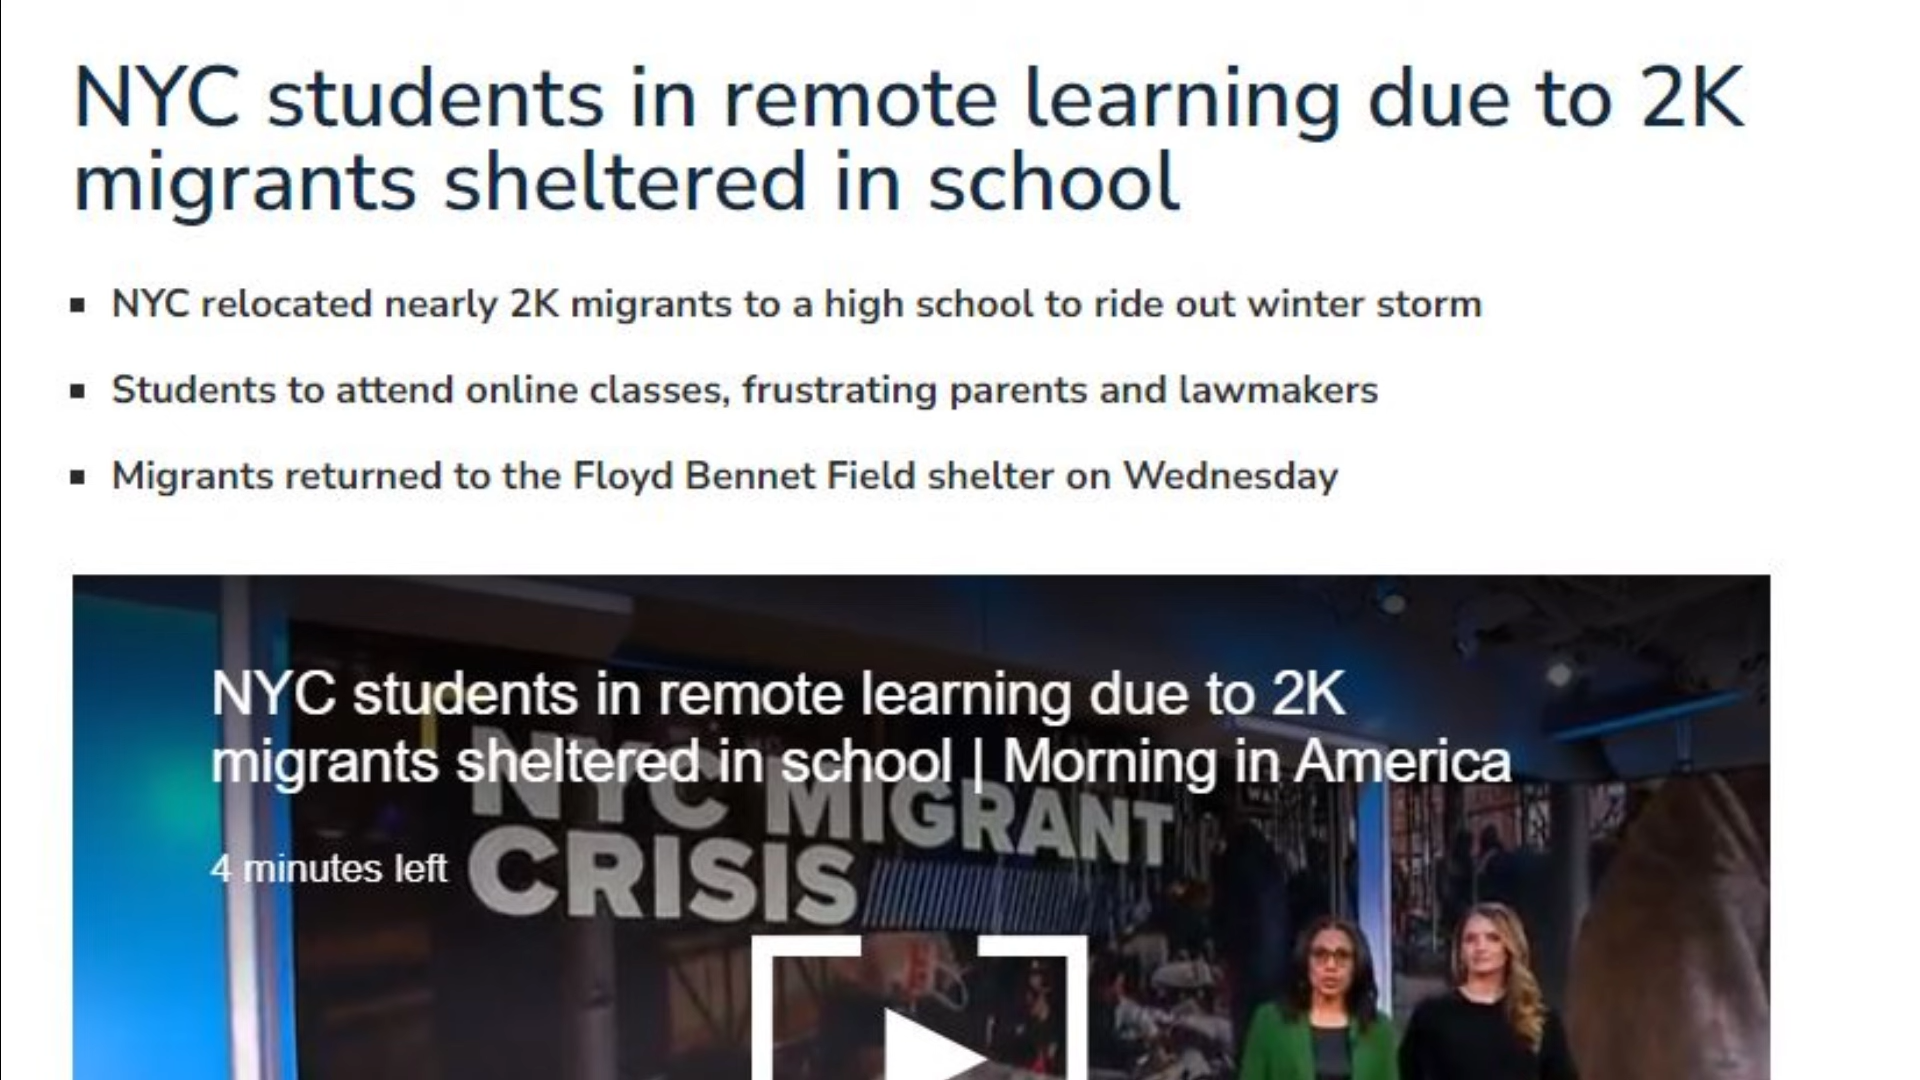 NYC students in remote learning due to 2K
migrants sheltered in school
NYC relocated nearly 2K migrants to a high school to ride out winter storm
Students to attend online classes, frustrating parents and lawmakers
Migrants returned to the Floyd Bennet Field shelter on Wednesday
NYC students in remote learning due to 2K
migrants sheltered in school | Morning in America
NYC MIGRANT
4 minutes left
CRISIS